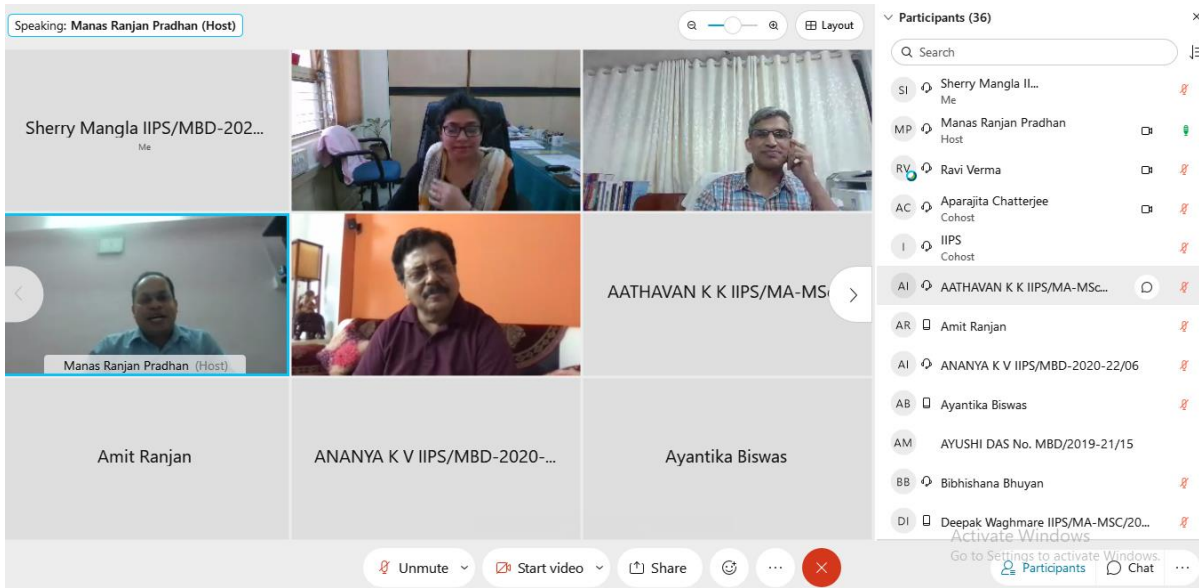 Speaking: Manas Ranjan Pradhan (Host)
Layout
Sherry Mangla IIPS/MBD-202...
Me
Manas Ranjan Pradhan (Host)
AATHAVAN K K IIPS/MA-MS
Amit Ranjan
ANANYA K V IIPS/MBD-2020-...
Ayantika Biswas
Unmute
Start video
Share
Participants (36)
Search
SI Sherry Mangla II...
Me
MP Manas Ranjan Pradhan
Host
RV Ravi Verma
AC Aparajita Chatterjee
Cohost
I IIPS
Cohost
AI AATHAVAN K K IIPS/MA-MSc...
AR Amit Ranjan
AI ANANYA K V IIPS/MBD-2020-22/06
AB Ayantika Biswas
AM AYUSHI DAS No. MBD/2019-21/15
BB Bibhishana Bhuyan
DI Deepak Waghmare IIPS/MA-MSC/20...
Activate Windows
Go to Settings to activate Windows.
Participants Chat